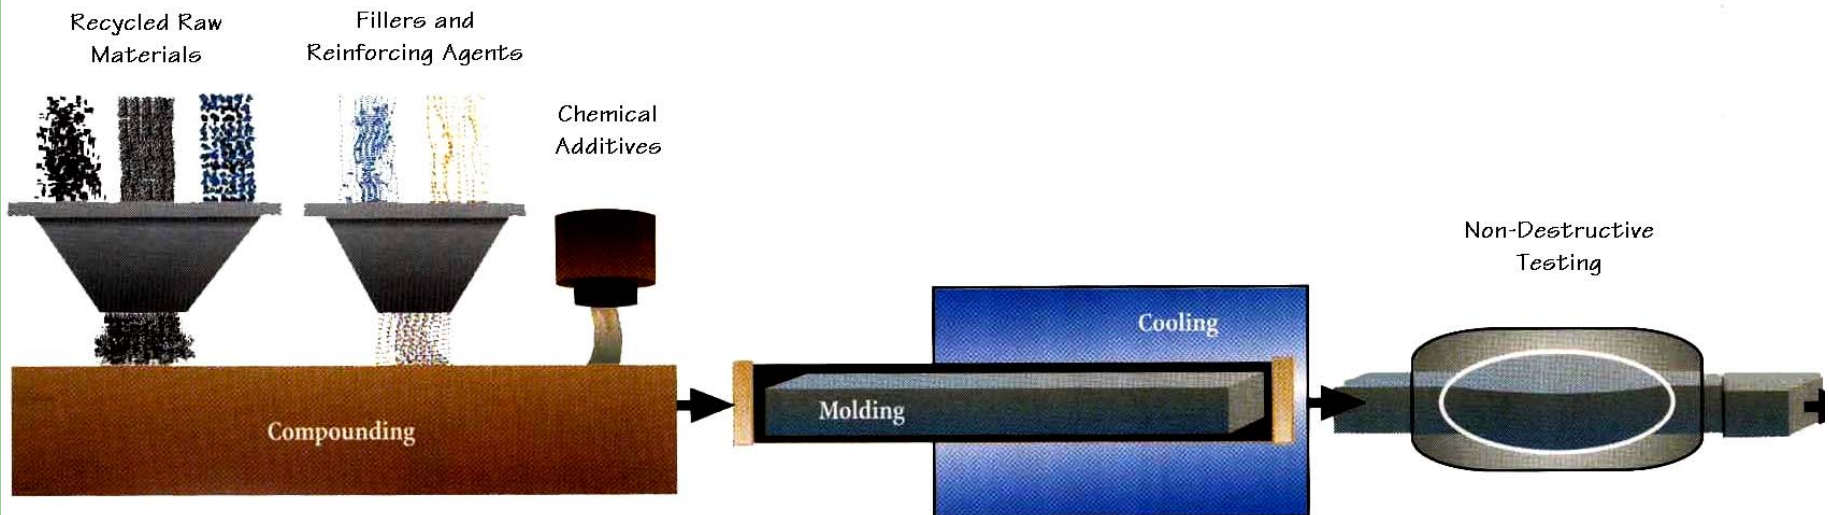 Recycled Raw
Materials
Fillers and
Reinforcing Agents
Chemical
Additives
Compounding
Molding
Cooling
Non-Destructive
Testing